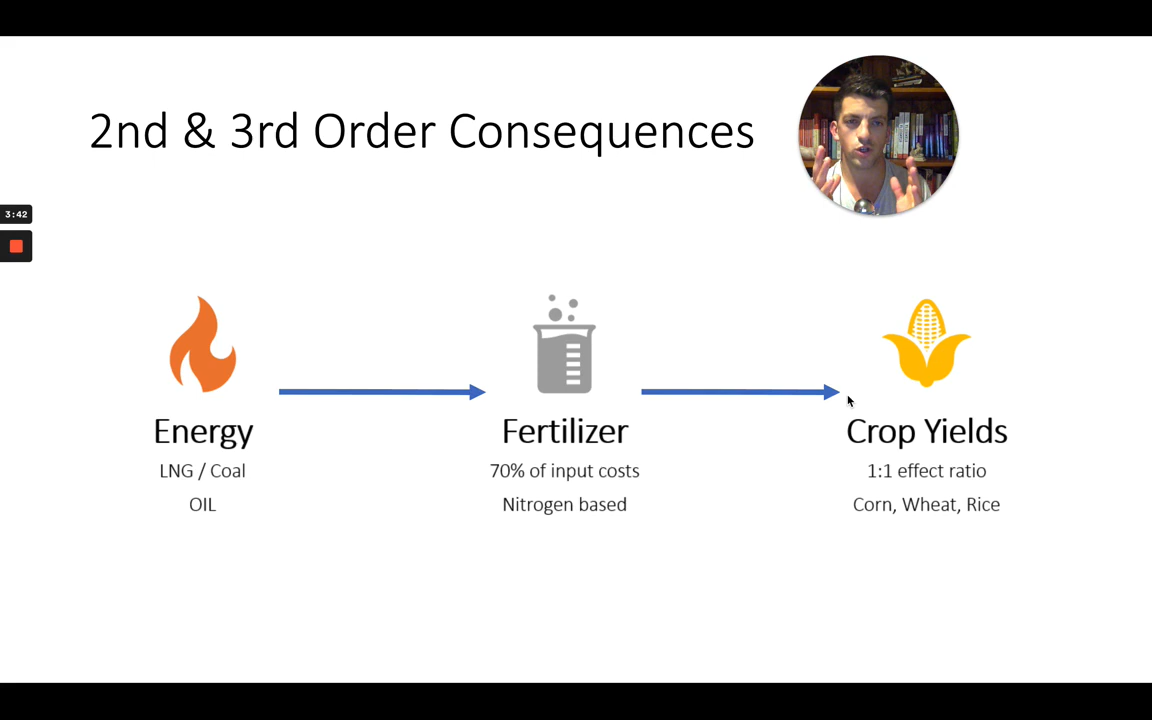 2nd & 3rd Order Consequences
3:42
Energy
LNG / Coal
OIL
Fertilizer
70% of input costs
Nitrogen based
Crop Yields
1:1 effect ratio
Corn, Wheat, Rice